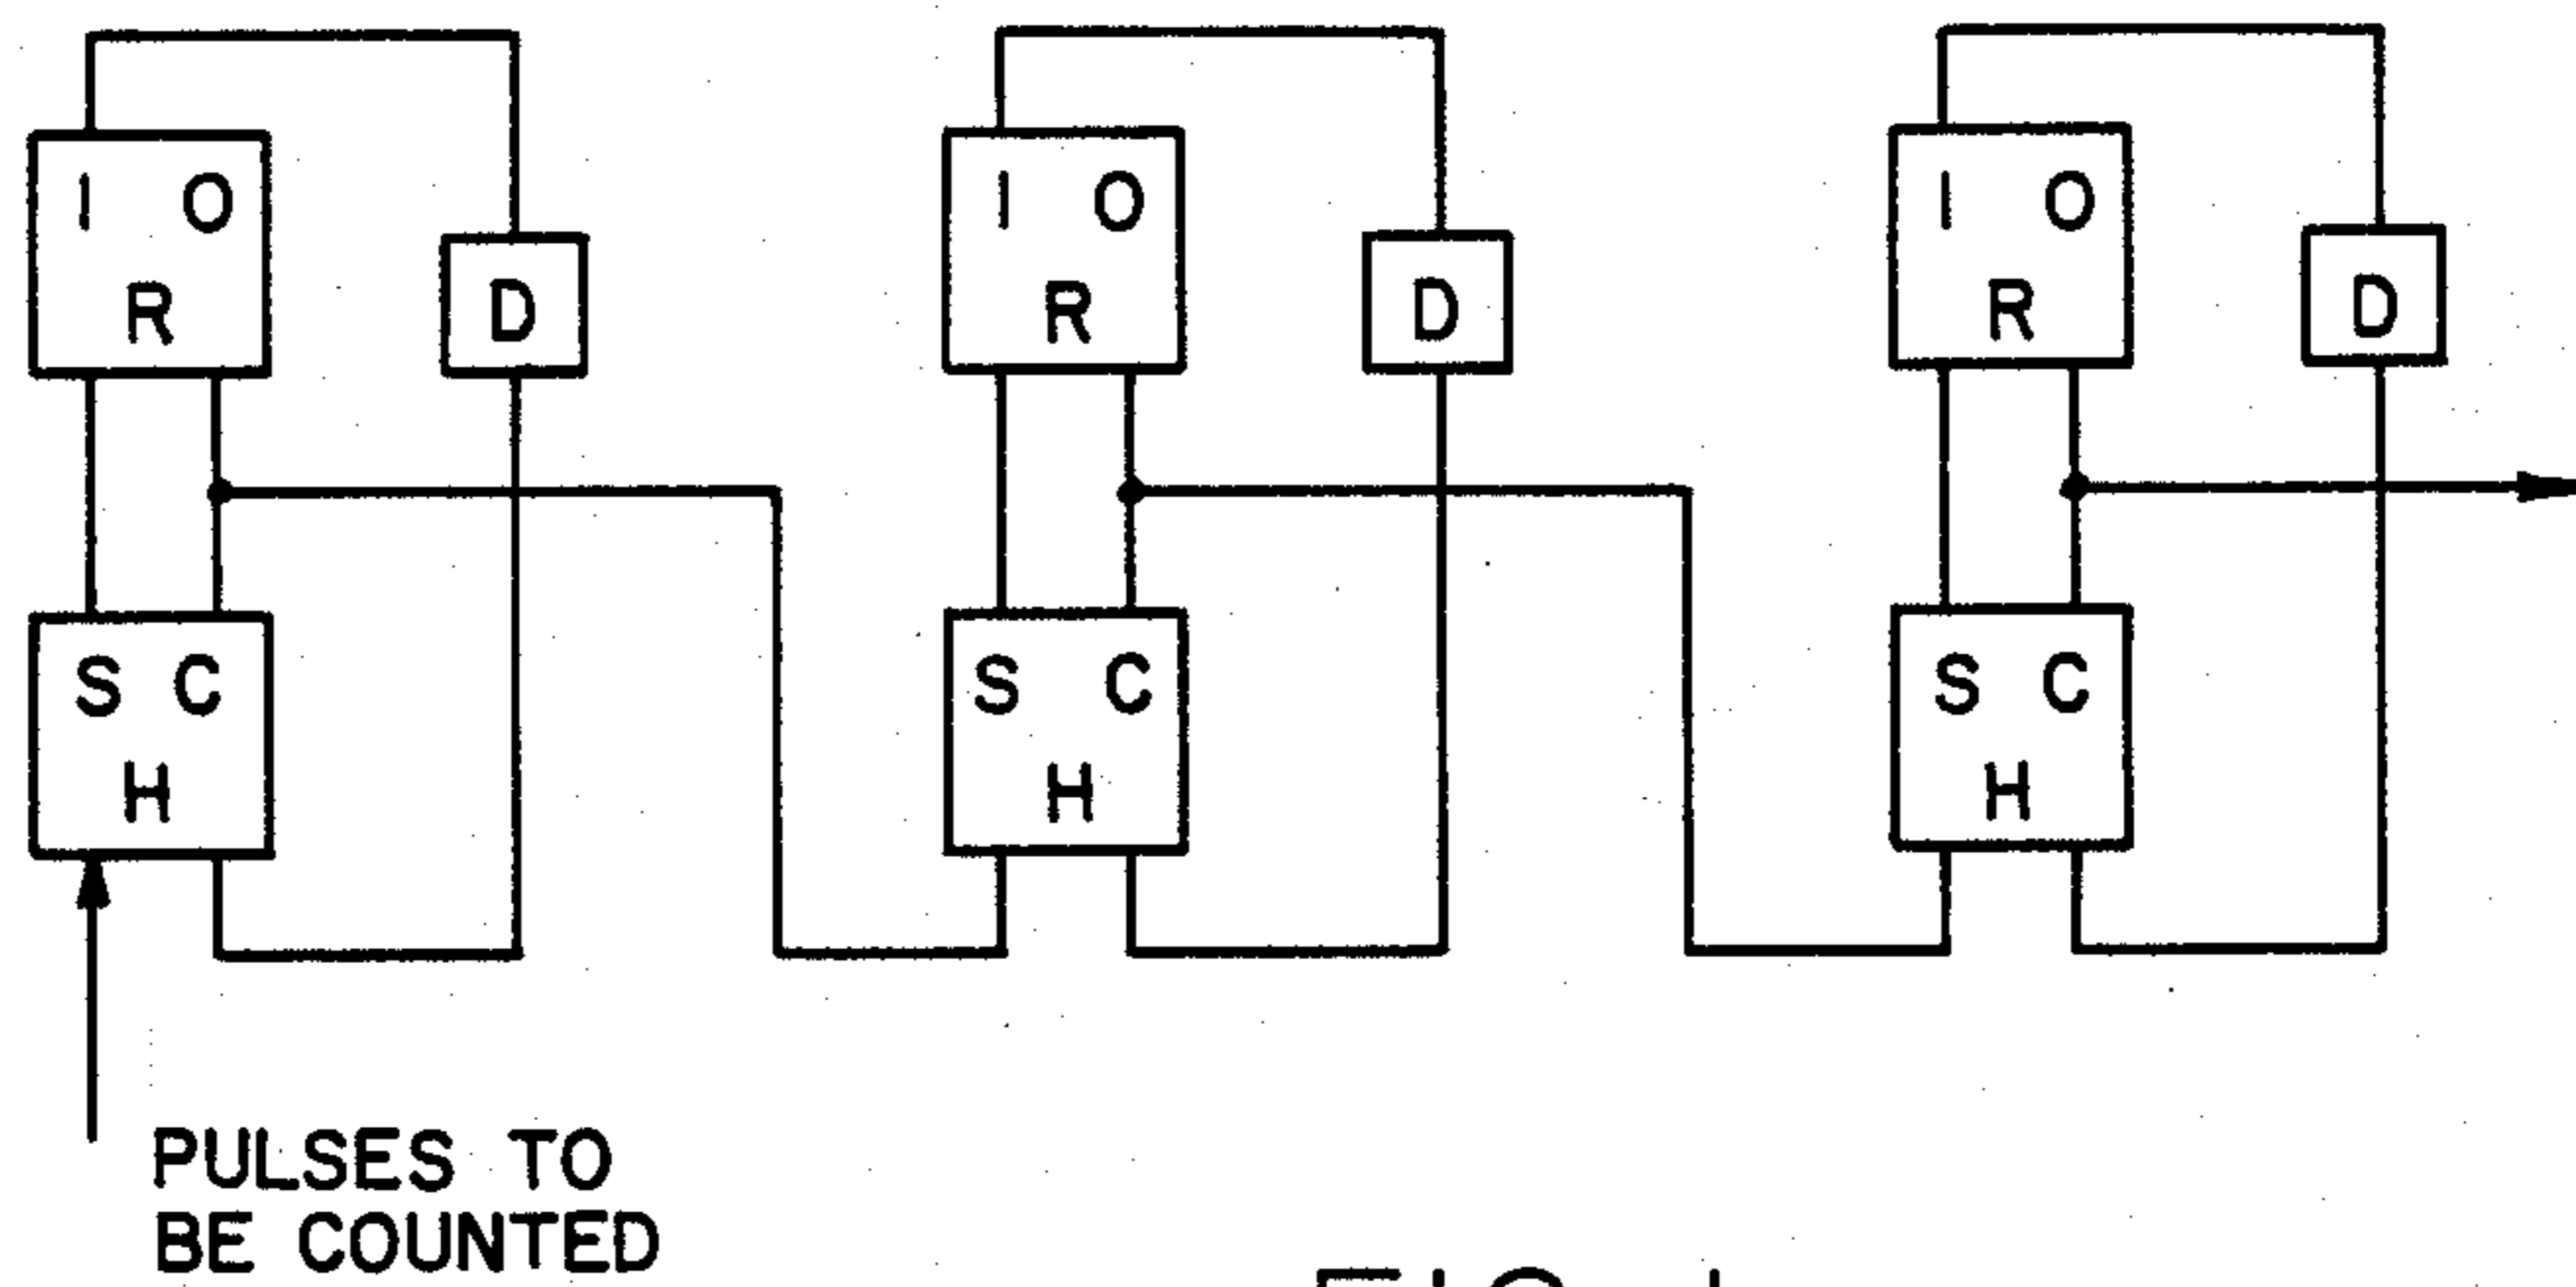 I O I O I O
R D R D R D
S C S C S C
H H H
PULSES TO
BE COUNTED